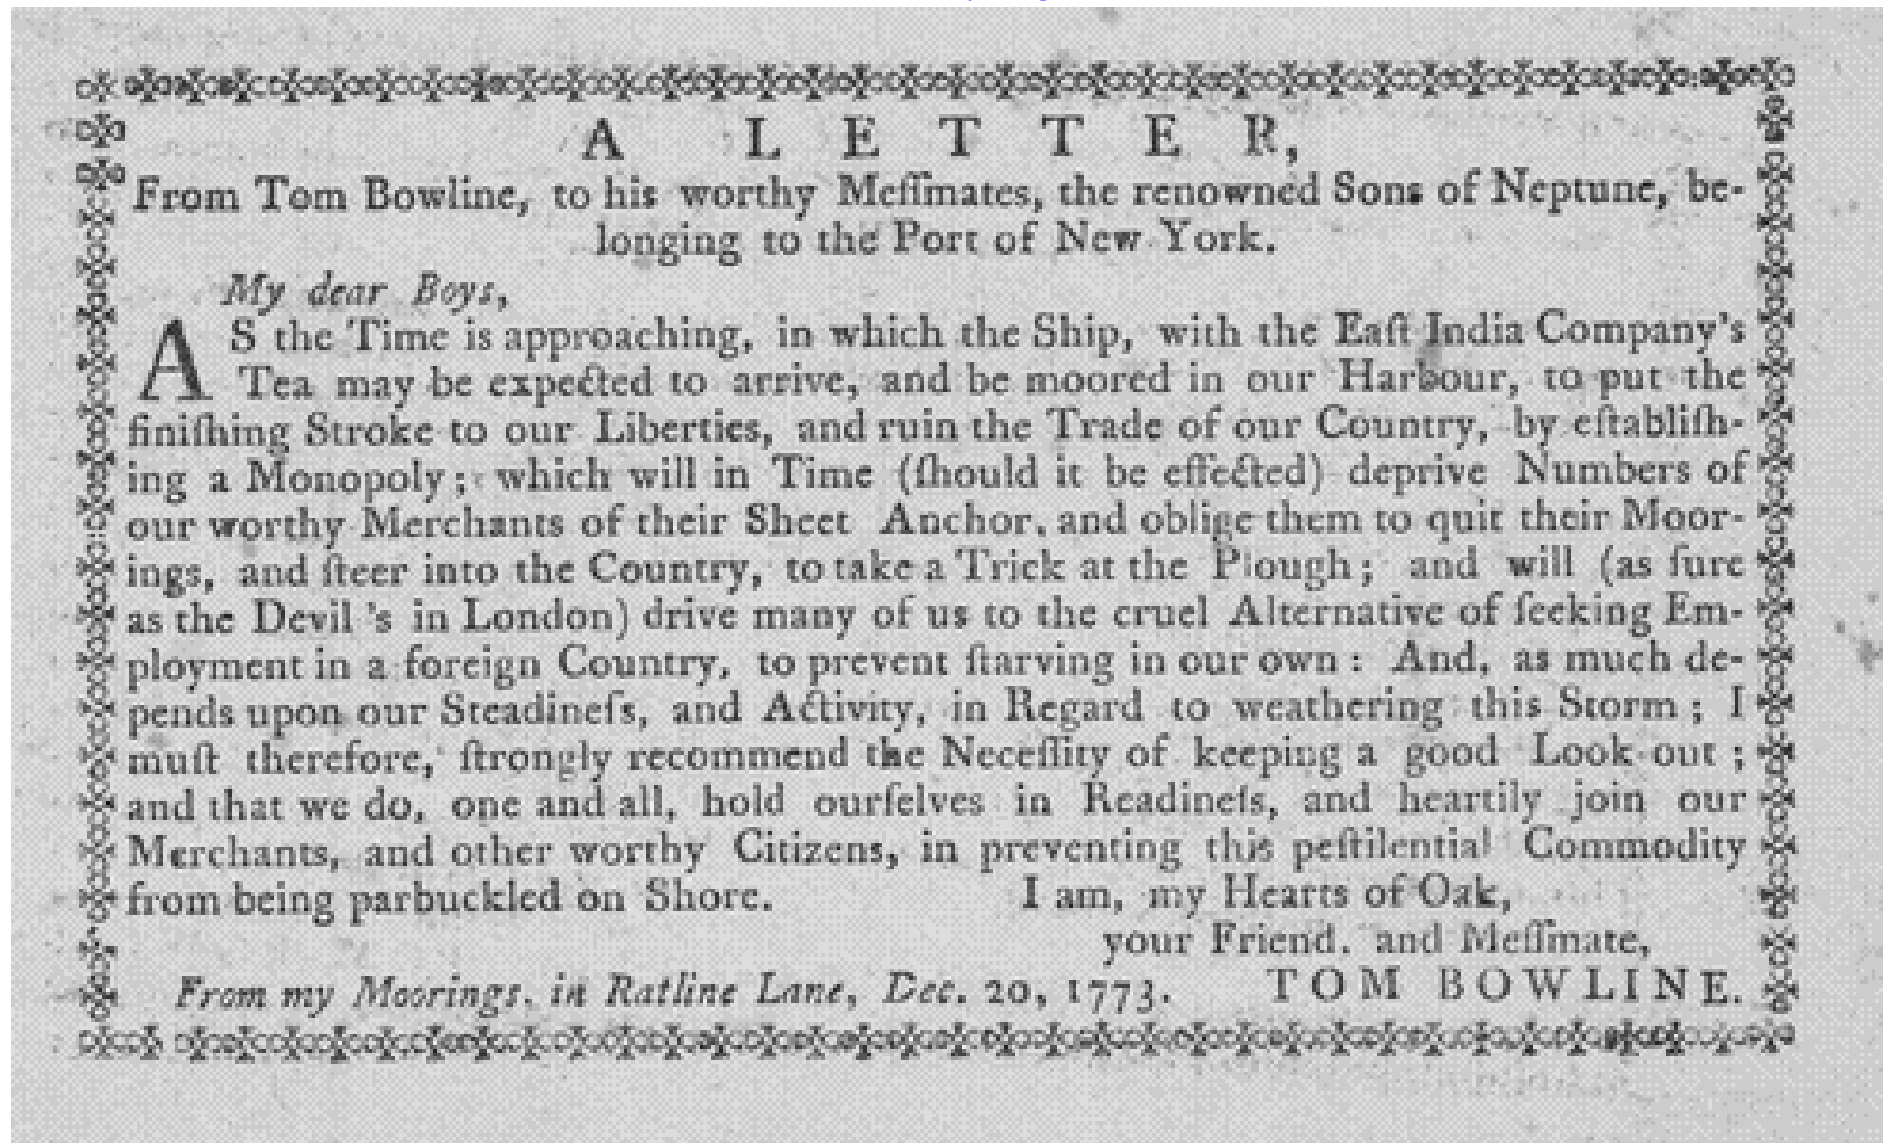 A LETTER,
From Tom Bowline, to his worthy Meſſmates, the renowned Sons of Neptune, be-
longing to the Port of New York.
My dear Boys,
AS the Time is approaching, in which the Ship, with the Eaſt India Company's
Tea may be expected to arrive, and be moored in our Harbour, to put the
finiſhing Stroke to our Liberties, and ruin the Trade of our Country, by eſtabliſh-
ing a Monopoly; which will in Time (ſhould it be effected) deprive Numbers of
our worthy Merchants of their Sheet Anchor, and oblige them to quit their Moor-
ings, and ſteer into the Country, to take a Trick at the Plough; and will (as ſure
as the Devil 's in London) drive many of us to the cruel Alternative of ſeeking Em-
ployment in a foreign Country, to prevent ſtarving in our own: And, as much de-
pends upon our Steadineſs, and Activity, in Regard to weathering this Storm; I
muſt therefore, ſtrongly recommend the Neceſſity of keeping a good Look-out;
and that we do, one and all, hold ourſelves in Readineſs, and heartily join our
Merchants, and other worthy Citizens, in preventing this peſtilential Commodity
from being parbuckled on Shore. I am, my Hearts of Oak,
your Friend, and Meſſmate,
From my Moorings, in Ratline Lane, Dec. 20, 1773. TOM BOWLINE.